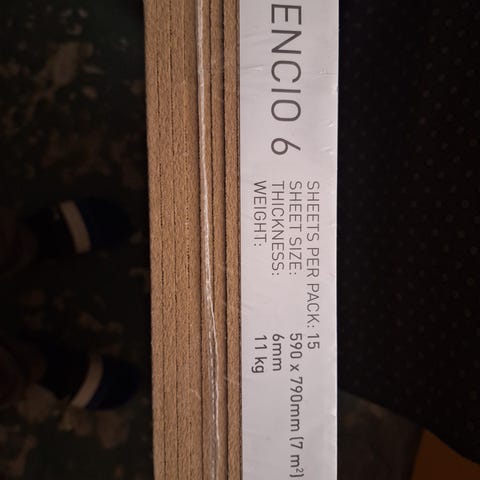 ENCIO 6
SHEETS PER PACK: 15
SHEET SIZE: 590 x 790mm (7 m²)
THICKNESS: 6mm
WEIGHT: 11 kg